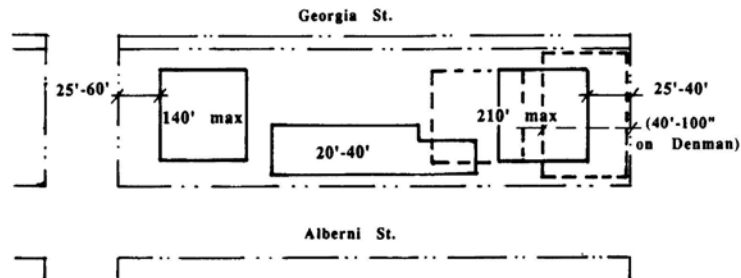 Georgia St.
25'-60'
140' max
20'-40'
210' max
25'-40'
(40'-100"
on Denman)
Alberni St.